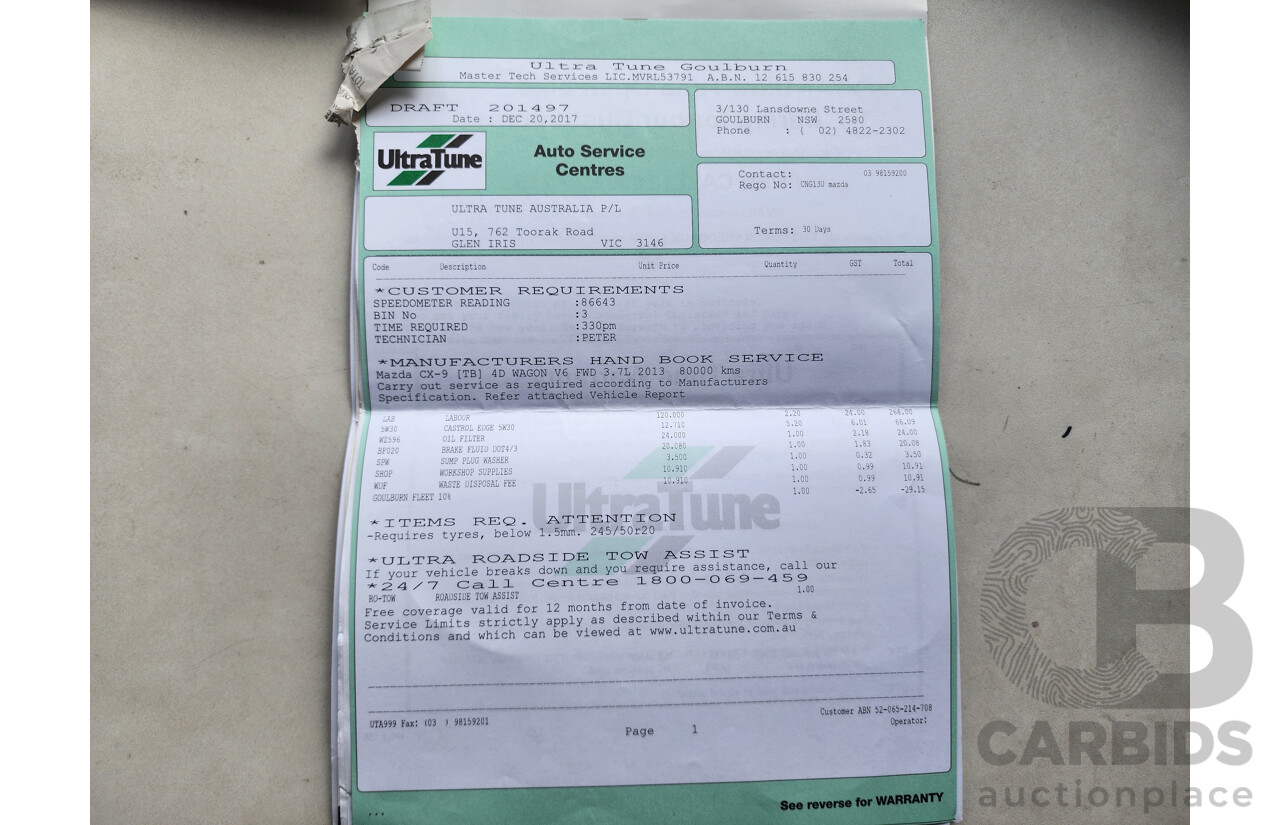 Ultra Tune Goulburn
Master Tech Services LIC.MVRL53791 A.B.N. 12 615 830 254
DRAFT 201497
Date : DEC 20,2017
3/130 Lansdowne Street
GOULBURN NSW 2580
Phone : ( 02) 4822-2302
UltraTune
Auto Service
Centres
Contact: 03 98159200
Rego No: CNG13U mazda
Terms: 30 Days
ULTRA TUNE AUSTRALIA P/L
U15, 762 Toorak Road
GLEN IRIS VIC 3146
Code Description Unit Price Quantity GST Total
*CUSTOMER REQUIREMENTS
SPEEDOMETER READING :86643
BIN No :3
TIME REQUIRED :330pm
TECHNICIAN :PETER
*MANUFACTURERS HAND BOOK SERVICE
Mazda CX-9 [TB] 4D WAGON V6 FWD 3.7L 2013 80000 kms
Carry out service as required according to Manufacturers
Specification. Refer attached Vehicle Report
LAB LABOUR 120.000 2.20 24.00 264.00
5W30 CASTROL EDGE 5W30 12.710 5.20 6.01 66.09
WZ596 OIL FILTER 24.000 1.00 2.18 24.00
BF020 BRAKE FLUID DOT4/3 20.080 1.00 1.83 20.08
SPW SUMP PLUG WASHER 3.500 1.00 0.32 3.50
SHOP WORKSHOP SUPPLIES 10.910 1.00 0.99 10.91
WDF WASTE DISPOSAL FEE 10.910 1.00 0.99 10.91
GOULBURN FLEET 10% 1.00 -2.65 -29.15
UltraTune
*ITEMS REQ. ATTENTION
-Requires tyres, below 1.5mm. 245/50r20
*ULTRA ROADSIDE TOW ASSIST
If your vehicle breaks down and you require assistance, call our
*24/7 Call Centre 1800-069-459
RO-TOW ROADSIDE TOW ASSIST 1.00
Free coverage valid for 12 months from date of invoice.
Service Limits strictly apply as described within our Terms &
Conditions and which can be viewed at www.ultratune.com.au
UTA999 Fax: (03 ) 98159201
Customer ABN 52-065-214-708
Operator:
Page 1
See reverse for WARRANTY
CB
CARBIDS
auctionplace